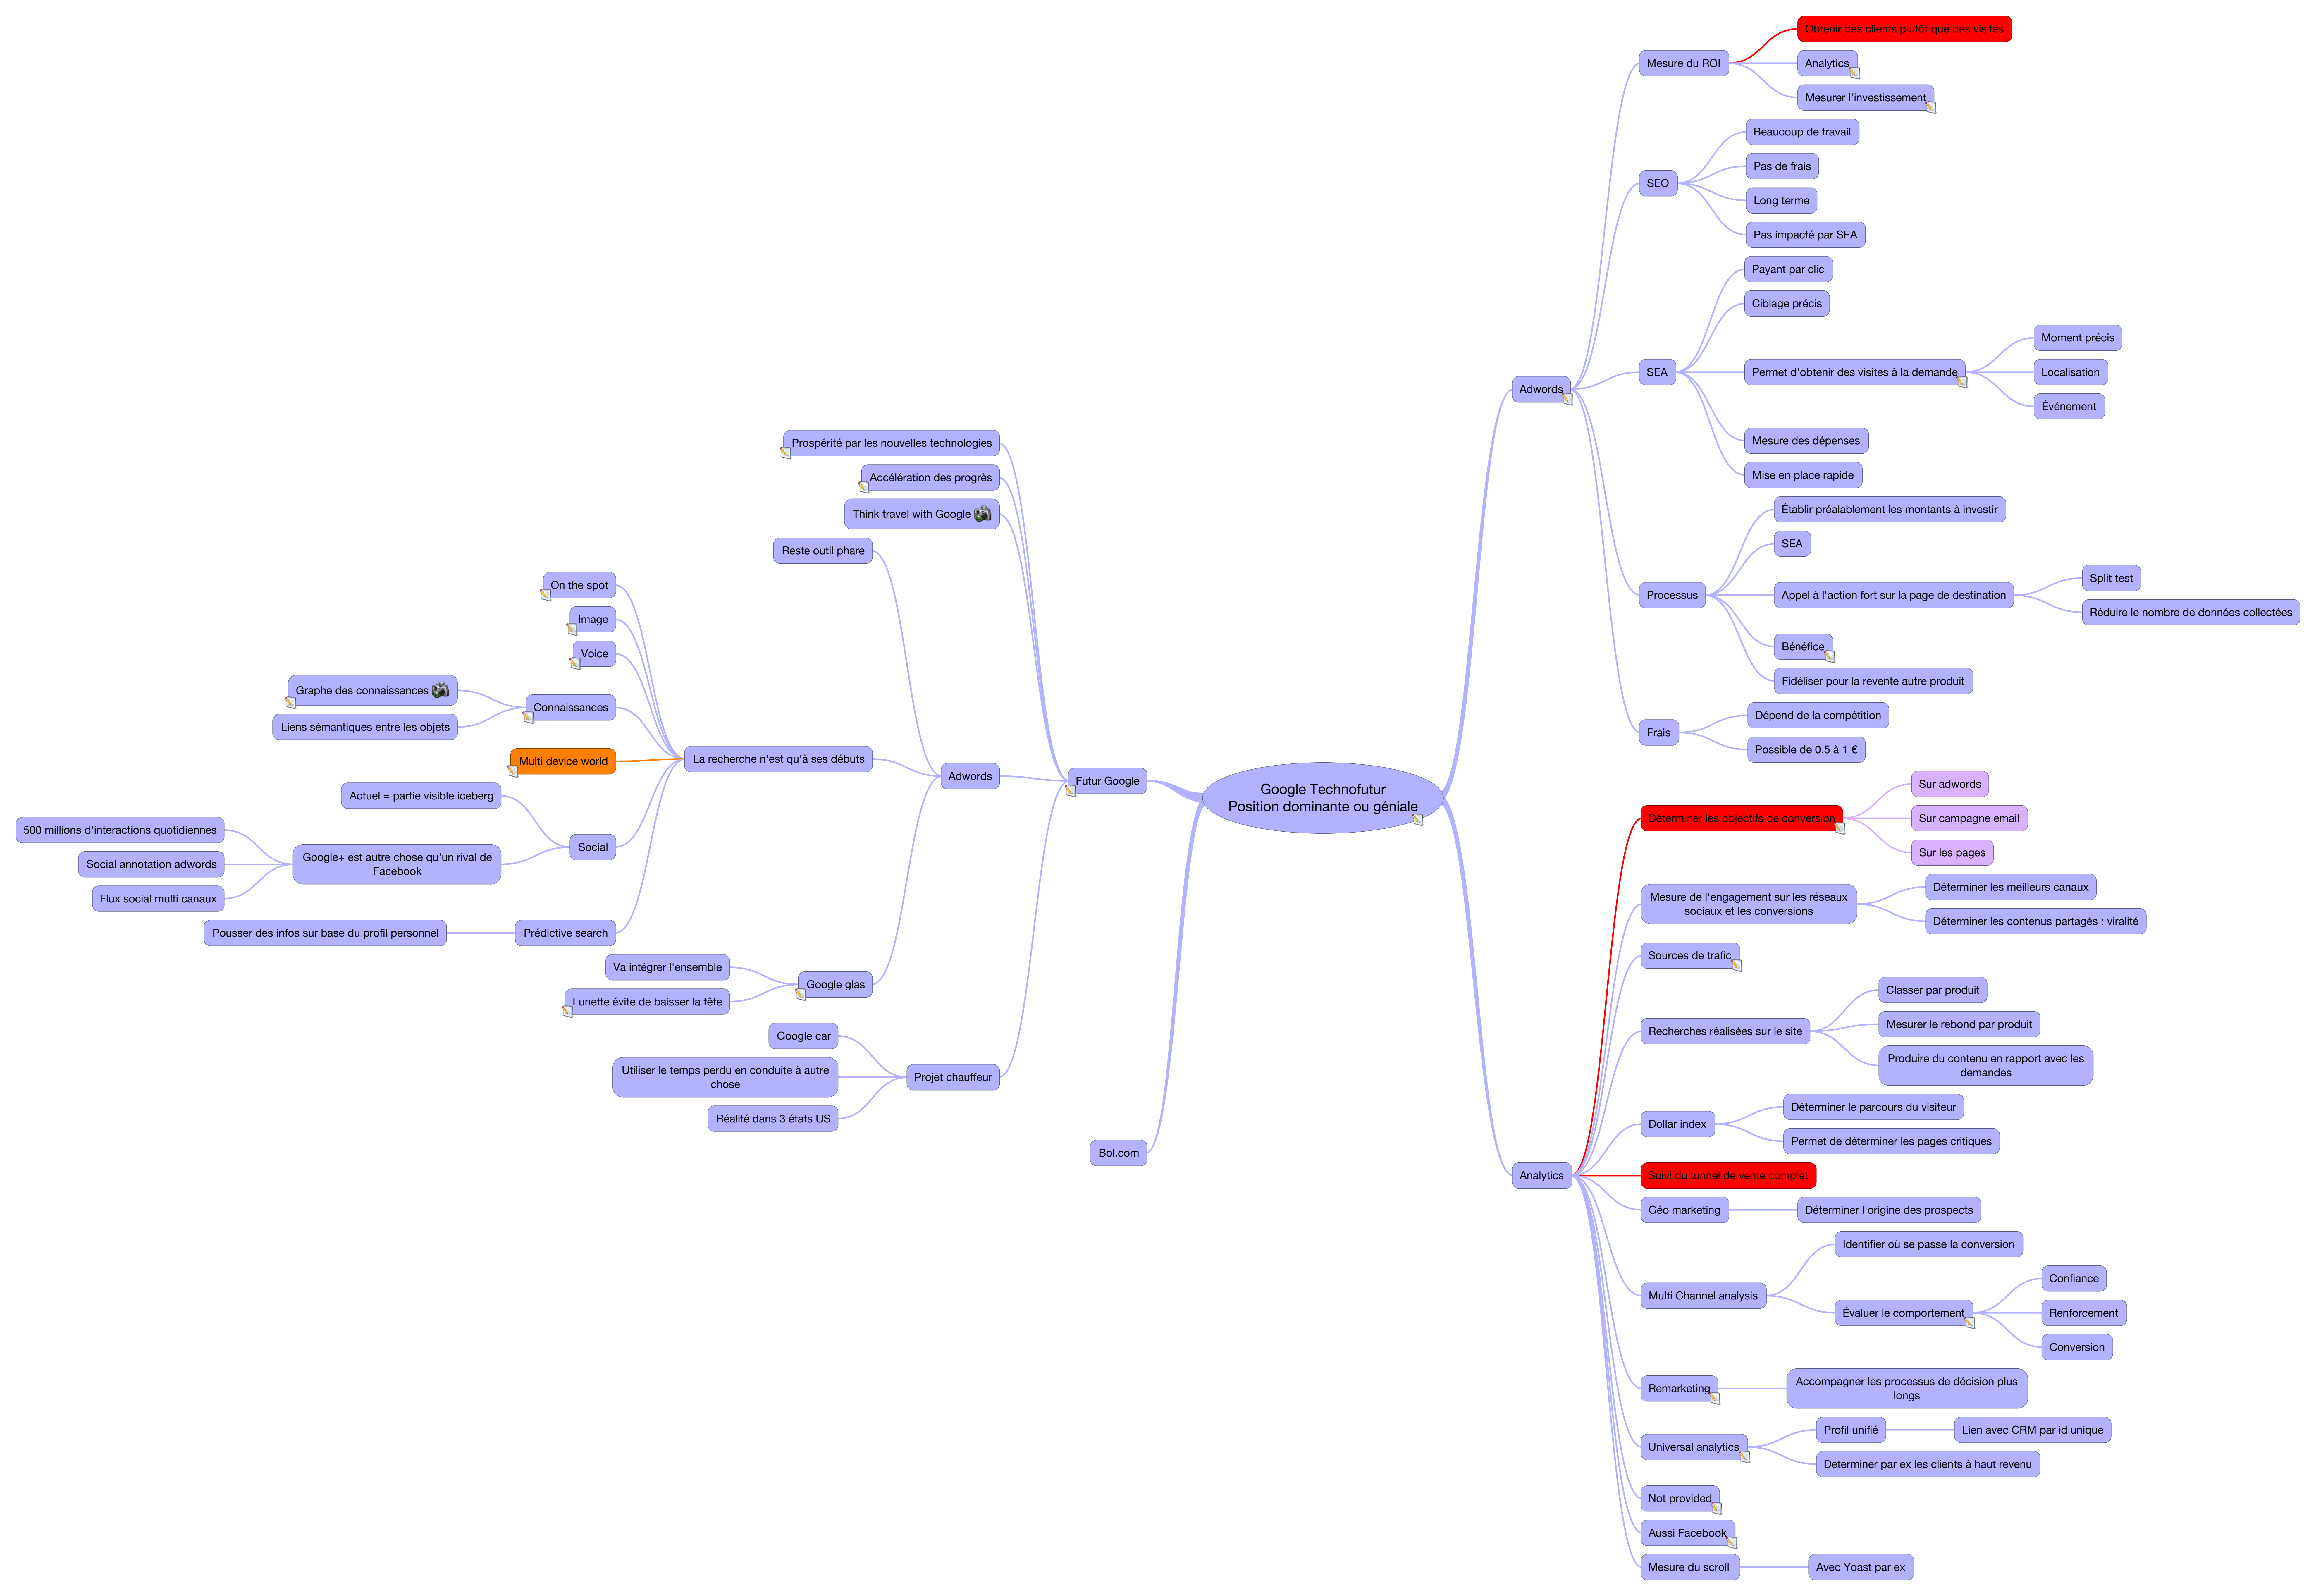 Google Technofutur
Position dominante ou géniale
Adwords
Mesure du ROI
Obtenir des clients plutôt que des visites
Analytics
Mesurer l'investissement
SEO
Beaucoup de travail
Pas de frais
Long terme
Pas impacté par SEA
SEA
Payant par clic
Ciblage précis
Permet d'obtenir des visites à la demande
Moment précis
Localisation
Événement
Mesure des dépenses
Mise en place rapide
Processus
Établir préalablement les montants à investir
SEA
Appel à l'action fort sur la page de destination
Split test
Réduire le nombre de données collectées
Bénéfice
Fidéliser pour la revente autre produit
Frais
Dépend de la compétition
Possible de 0.5 à 1 €
Analytics
Déterminer les objectifs de conversion
Sur adwords
Sur campagne email
Sur les pages
Mesure de l'engagement sur les réseaux
sociaux et les conversions
Déterminer les meilleurs canaux
Déterminer les contenus partagés : viralité
Sources de trafic
Recherches réalisées sur le site
Classer par produit
Mesurer le rebond par produit
Produire du contenu en rapport avec les
demandes
Dollar index
Déterminer le parcours du visiteur
Permet de déterminer les pages critiques
Suivi du tunnel de vente complet
Géo marketing
Déterminer l'origine des prospects
Multi Channel analysis
Identifier où se passe la conversion
Évaluer le comportement
Confiance
Renforcement
Conversion
Remarketing
Accompagner les processus de décision plus
longs
Universal analytics
Profil unifié
Lien avec CRM par id unique
Determiner par ex les clients à haut revenu
Not provided
Aussi Facebook
Mesure du scroll
Avec Yoast par ex
Futur Google
Prospérité par les nouvelles technologies
Accélération des progrès
Think travel with Google
Adwords
Reste outil phare
La recherche n'est qu'à ses débuts
On the spot
Image
Voice
Connaissances
Graphe des connaissances
Liens sémantiques entre les objets
Multi device world
Social
Actuel = partie visible iceberg
Google+ est autre chose qu'un rival de
Facebook
500 millions d'interactions quotidiennes
Social annotation adwords
Flux social multi canaux
Prédictive search
Pousser des infos sur base du profil personnel
Google glas
Va intégrer l'ensemble
Lunette évite de baisser la tête
Projet chauffeur
Google car
Utiliser le temps perdu en conduite à autre
chose
Réalité dans 3 états US
Bol.com